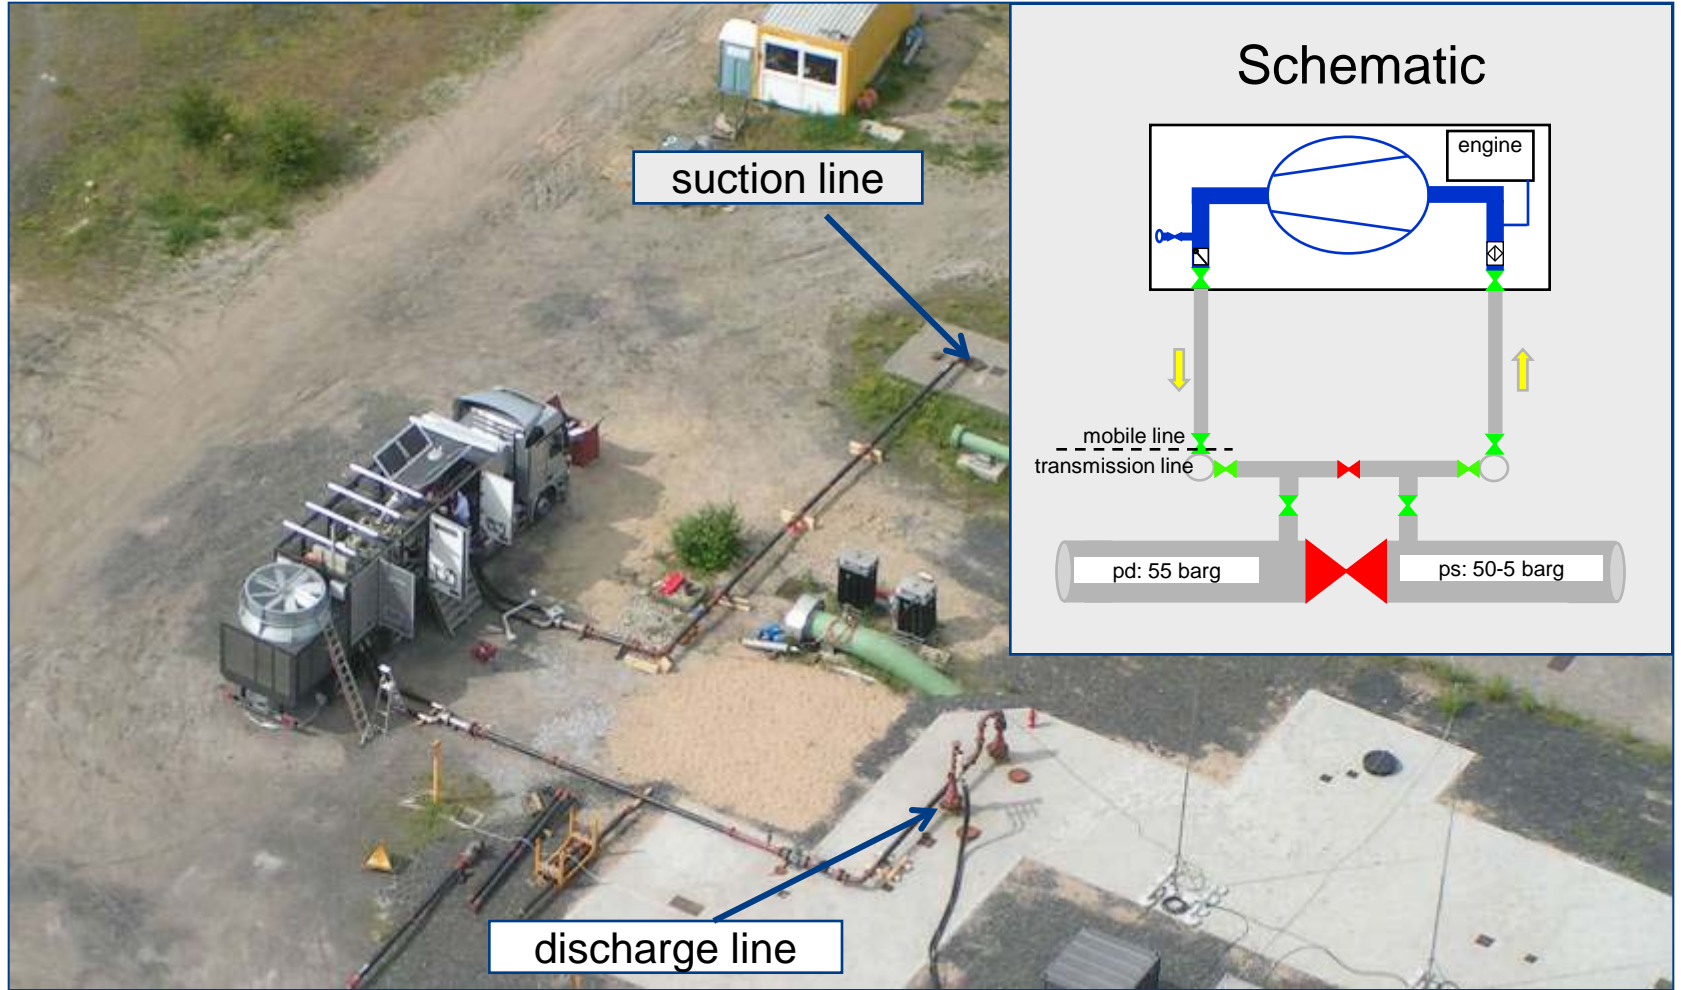 Schematic
engine
suction line
mobile line
transmission line
pd: 55 barg
ps: 50-5 barg
discharge line